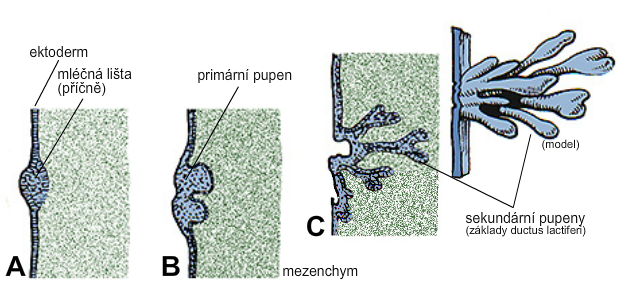 ektoderm
mléčná lišta
(příčně)
A
primární pupen
B
mezenchym
C
(model)
sekundární pupeny
(základy ductus lactiferi)